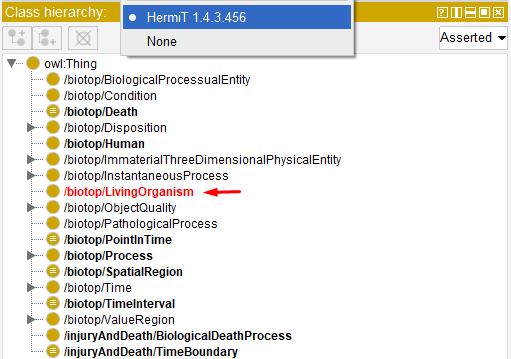 Class hierarchy:
HermiT 1.4.3.456
None
Asserted
owl:Thing
/biotop/BiologicalProcessualEntity
/biotop/Condition
/biotop/Death
/biotop/Disposition
/biotop/Human
/biotop/ImmaterialThreeDimensionalPhysicalEntity
/biotop/InstantaneousProcess
/biotop/LivingOrganism
/biotop/ObjectQuality
/biotop/PathologicalProcess
/biotop/PointInTime
/biotop/Process
/biotop/SpatialRegion
/biotop/Time
/biotop/TimeInterval
/biotop/ValueRegion
/injuryAndDeath/BiologicalDeathProcess
/injuryAndDeath/TimeBoundary